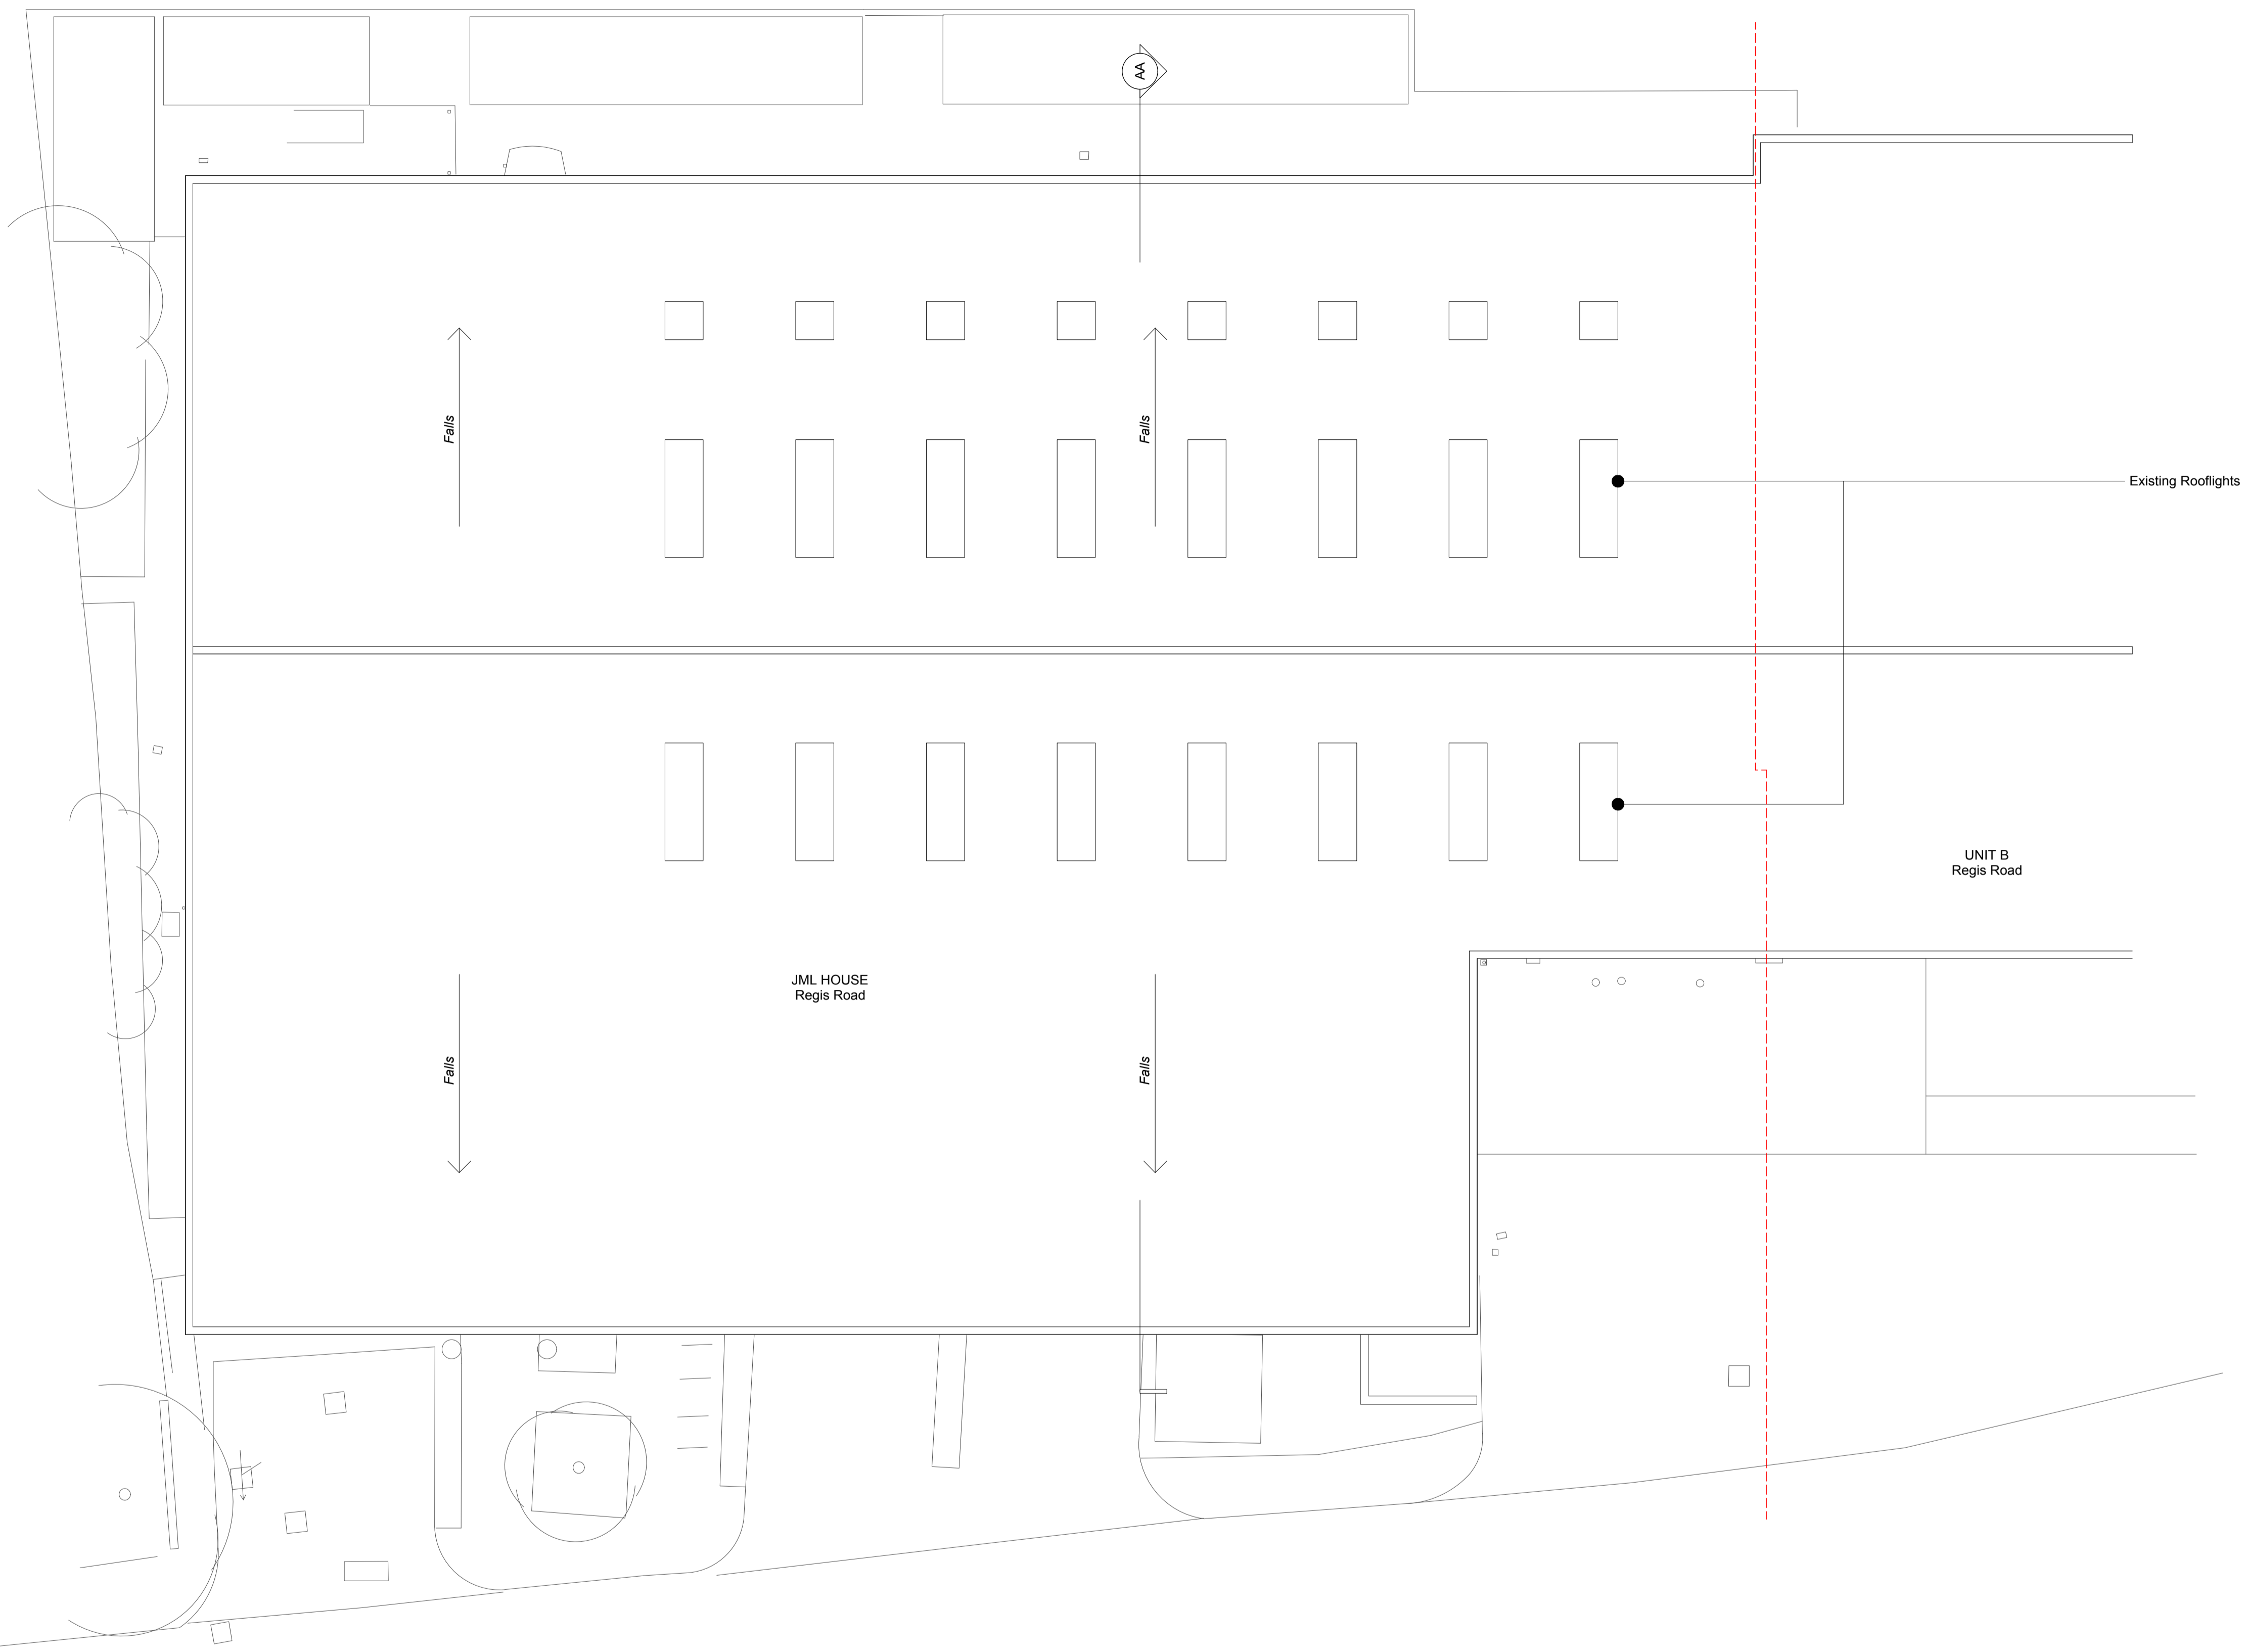 AA
Falls
Falls
Existing Rooflights
UNIT B
Regis Road
JML HOUSE
Regis Road
Falls
Falls